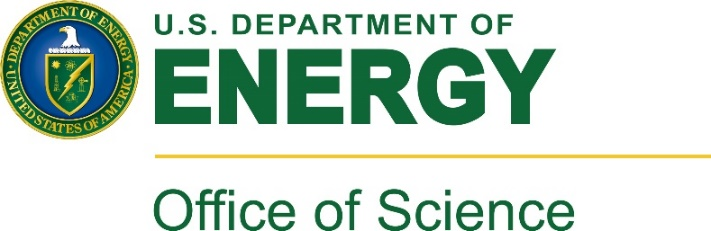 DEPARTMENT OF ENERGY
UNITED STATES OF AMERICA
U.S. DEPARTMENT OF
ENERGY
Office of Science